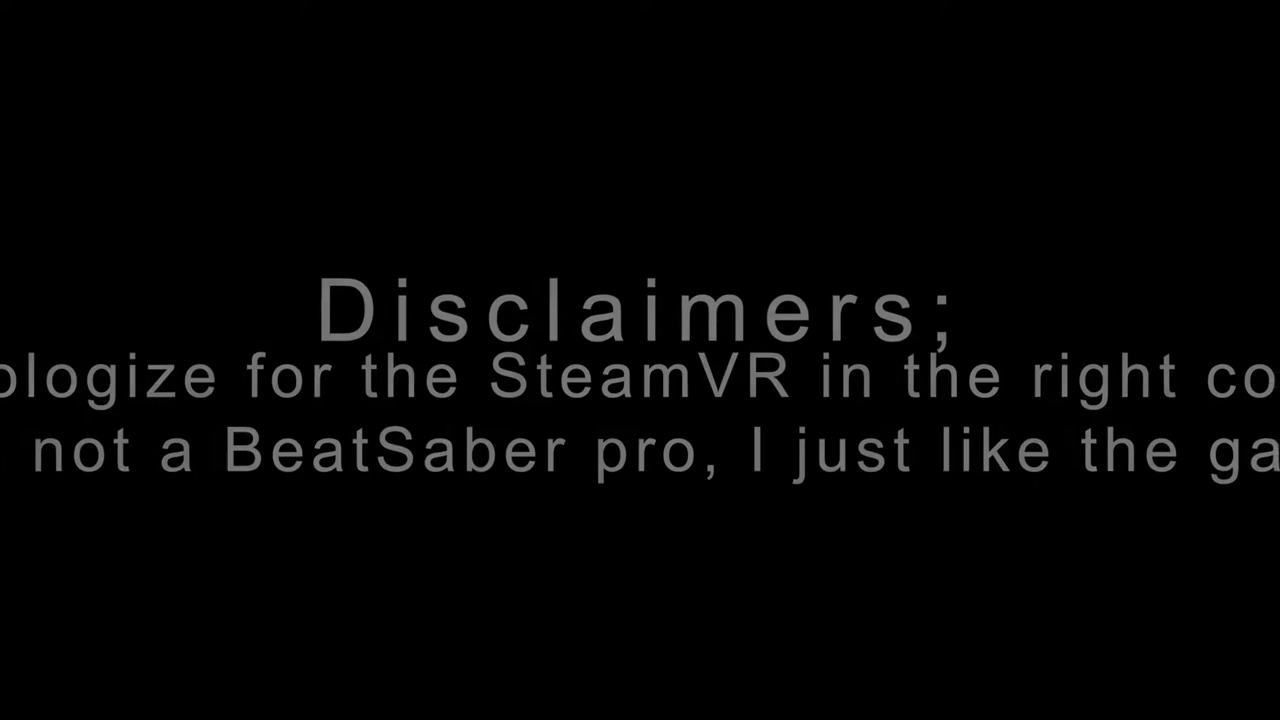 Disclaimers;
ologize for the SteamVR in the right co
not a BeatSaber pro, I just like the ga